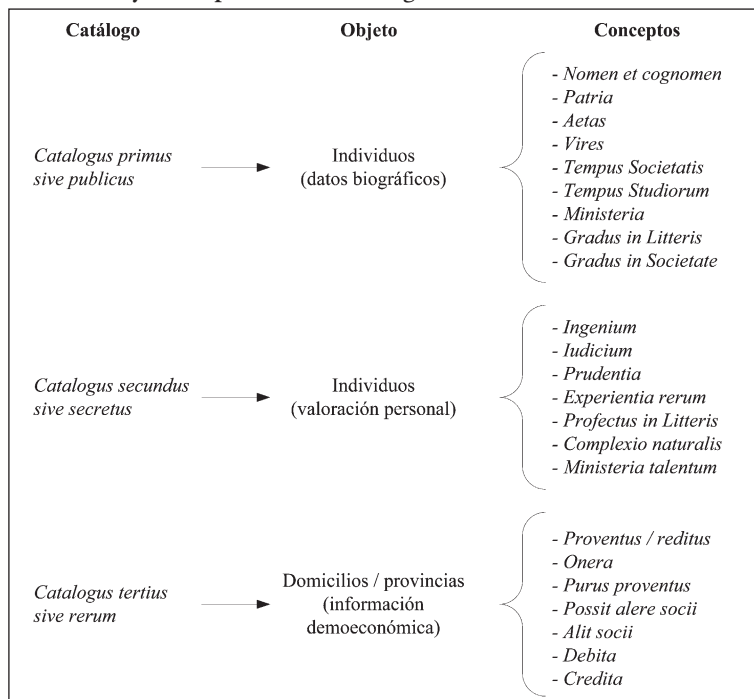 Catálogo Objeto Conceptos
Catalogus primus
sive publicus
Individuos
(datos biográficos)
- Nomen et cognomen
- Patria
- Aetas
- Vires
- Tempus Societatis
- Tempus Studiorum
- Ministeria
- Gradus in Litteris
- Gradus in Societate
Catalogus secundus
sive secretus
Individuos
(valoración personal)
- Ingenium
- Iudicium
- Prudentia
- Experientia rerum
- Profectus in Litteris
- Complexio naturalis
- Ministeria talentum
Catalogus tertius
sive rerum
Domicilios / provincias
(información
demoeconómica)
- Proventus / reditus
- Onera
- Purus proventus
- Possit alere socii
- Alit socii
- Debita
- Credita